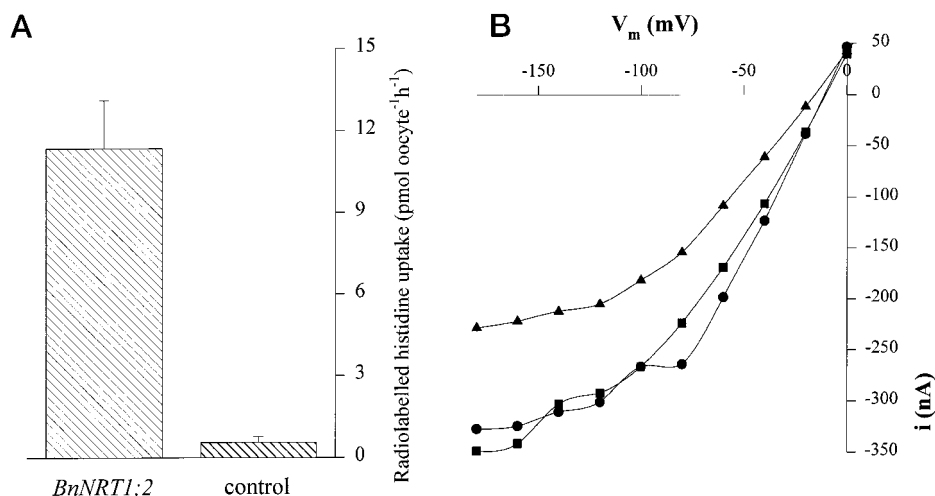 A
Radiolabelled histidine uptake (pmol oocyte⁻¹h⁻¹)
15
12
9
6
3
0
BnNRT1;2
control
B
Vm (mV)
-150
-100
-50
0
50
0
-50
-100
-150
-200
-250
-300
-350
i (nA)